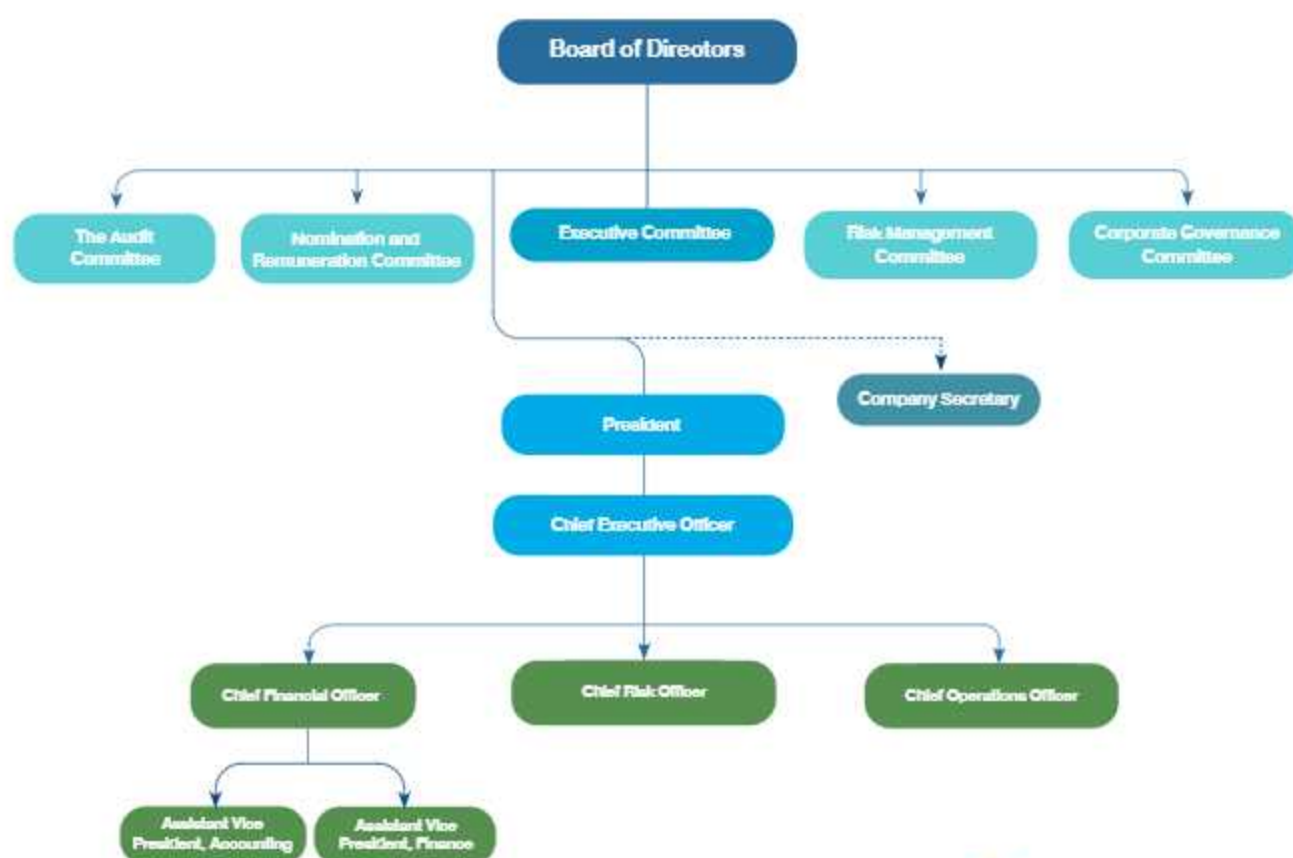 Board of Directors
The Audit
Committee
Nomination and
Remuneration Committee
Executive Committee
Risk Management
Committee
Corporate Governance
Committee
Company Secretary
President
Chief Executive Officer
Chief Financial Officer
Chief Risk Officer
Chief Operations Officer
Assistant Vice
President, Accounting
Assistant Vice
President, Finance